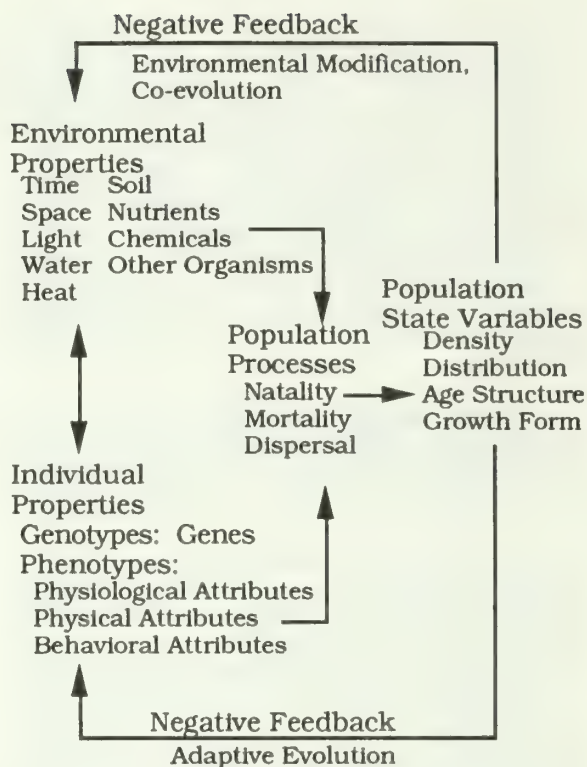 Negative Feedback
Environmental Modification,
Co-evolution
Environmental
Properties
Time Soil
Space Nutrients
Light Chemicals
Water Other Organisms
Heat
Population
Processes
Natality
Mortality
Dispersal
Population
State Variables
Density
Distribution
Age Structure
Growth Form
Individual
Properties
Genotypes: Genes
Phenotypes:
Physiological Attributes
Physical Attributes
Behavioral Attributes
Negative Feedback
Adaptive Evolution